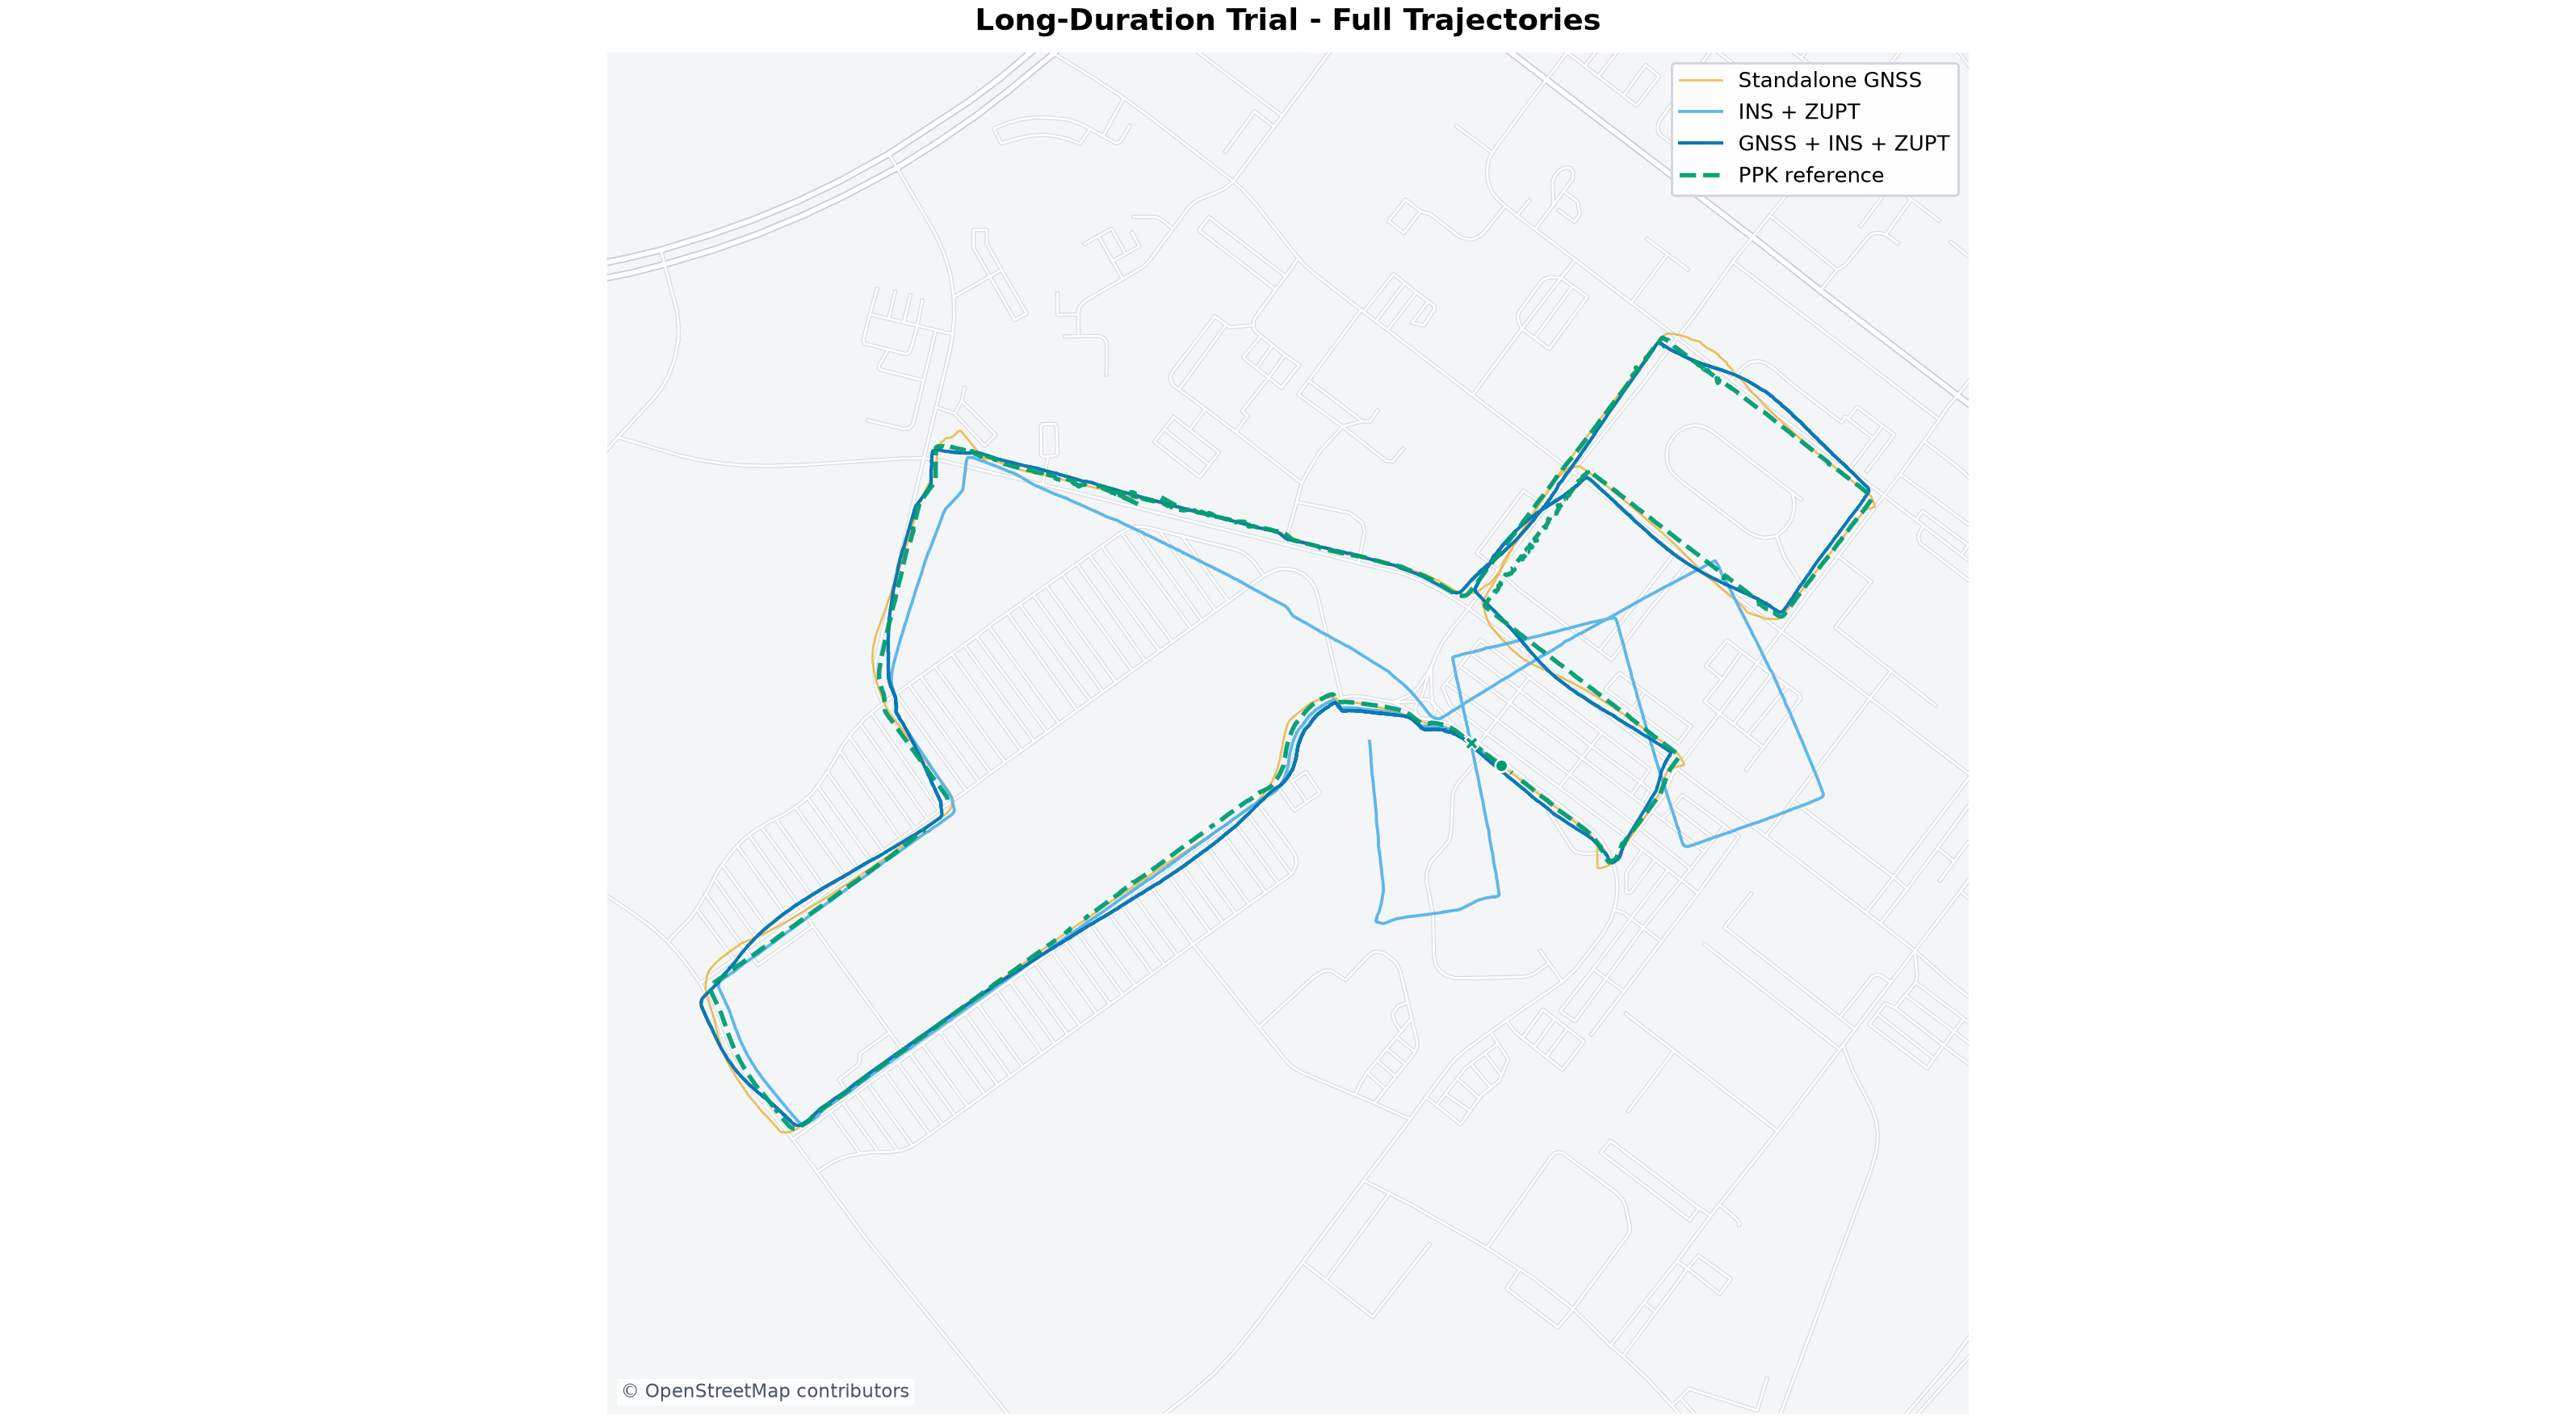 Long-Duration Trial - Full Trajectories
Standalone GNSS
INS + ZUPT
GNSS + INS + ZUPT
PPK reference
© OpenStreetMap contributors